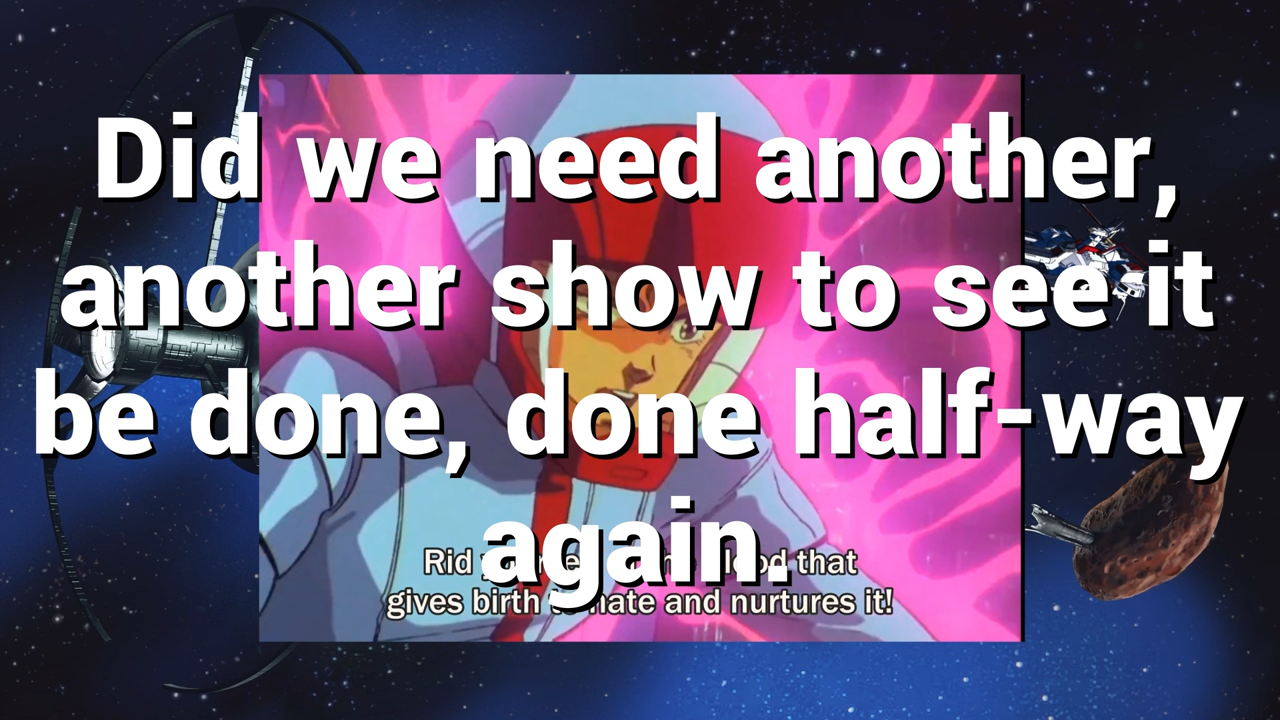 Did we need another,
another show to see it
be done, done half-way
again.
Rid that
gives birth hate and nurtures it!